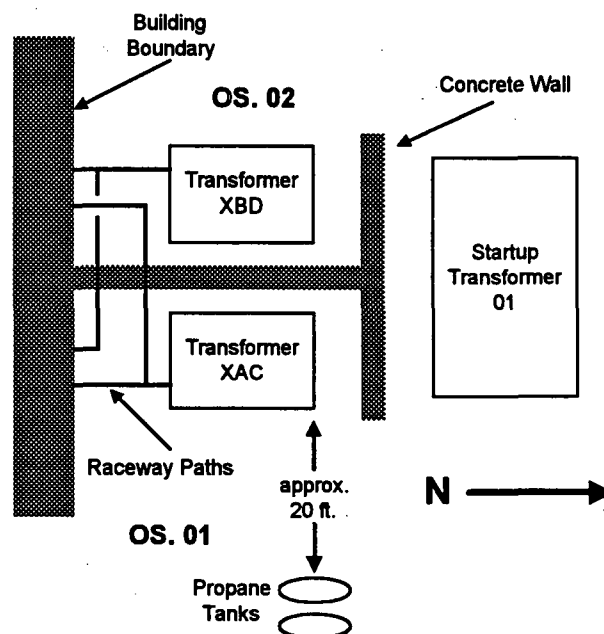 Building
Boundary
OS. 02
Concrete Wall
Transformer
XBD
Startup
Transformer
01
Transformer
XAC
Raceway Paths
approx.
20 ft.
N
OS. 01
Propane
Tanks